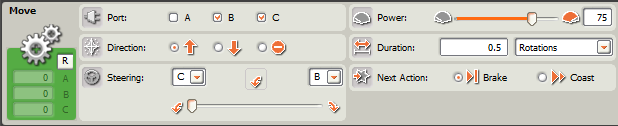 Move
R
0 A
0 B
0 C
Port: A B C
Direction:
Steering: C B
Power: 75
Duration: 0.5 Rotations
Next Action: Brake Coast